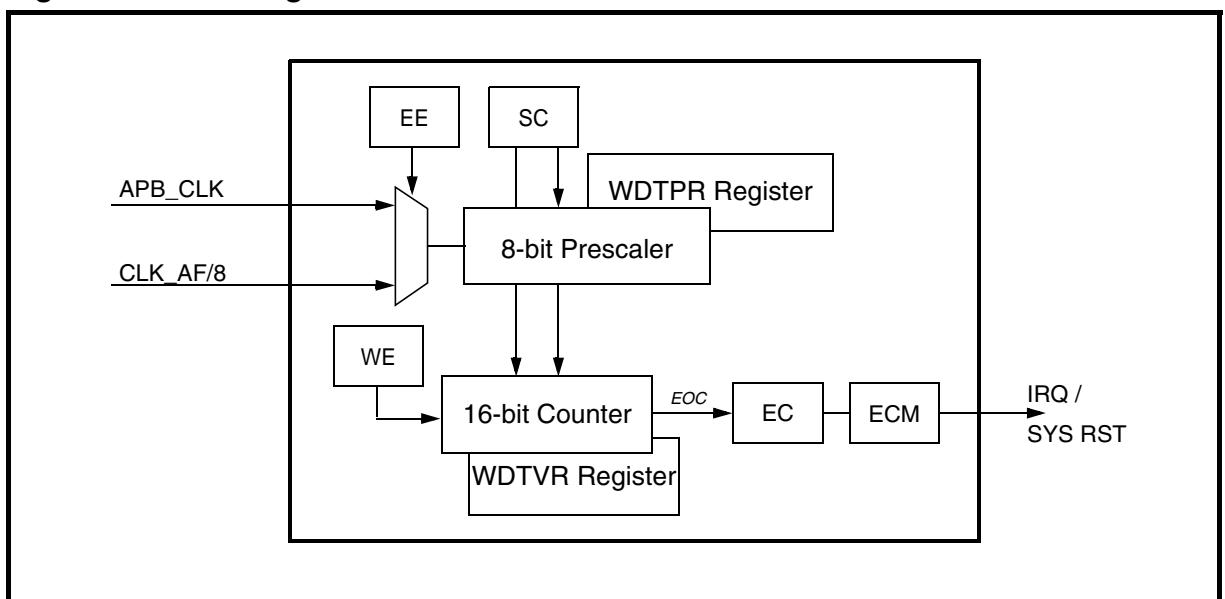 EE
SC
APB_CLK
WDTPR Register
8-bit Prescaler
CLK_AF/8
WE
16-bit Counter
EOC
EC
ECM
IRQ /
SYS RST
WDTVR Register